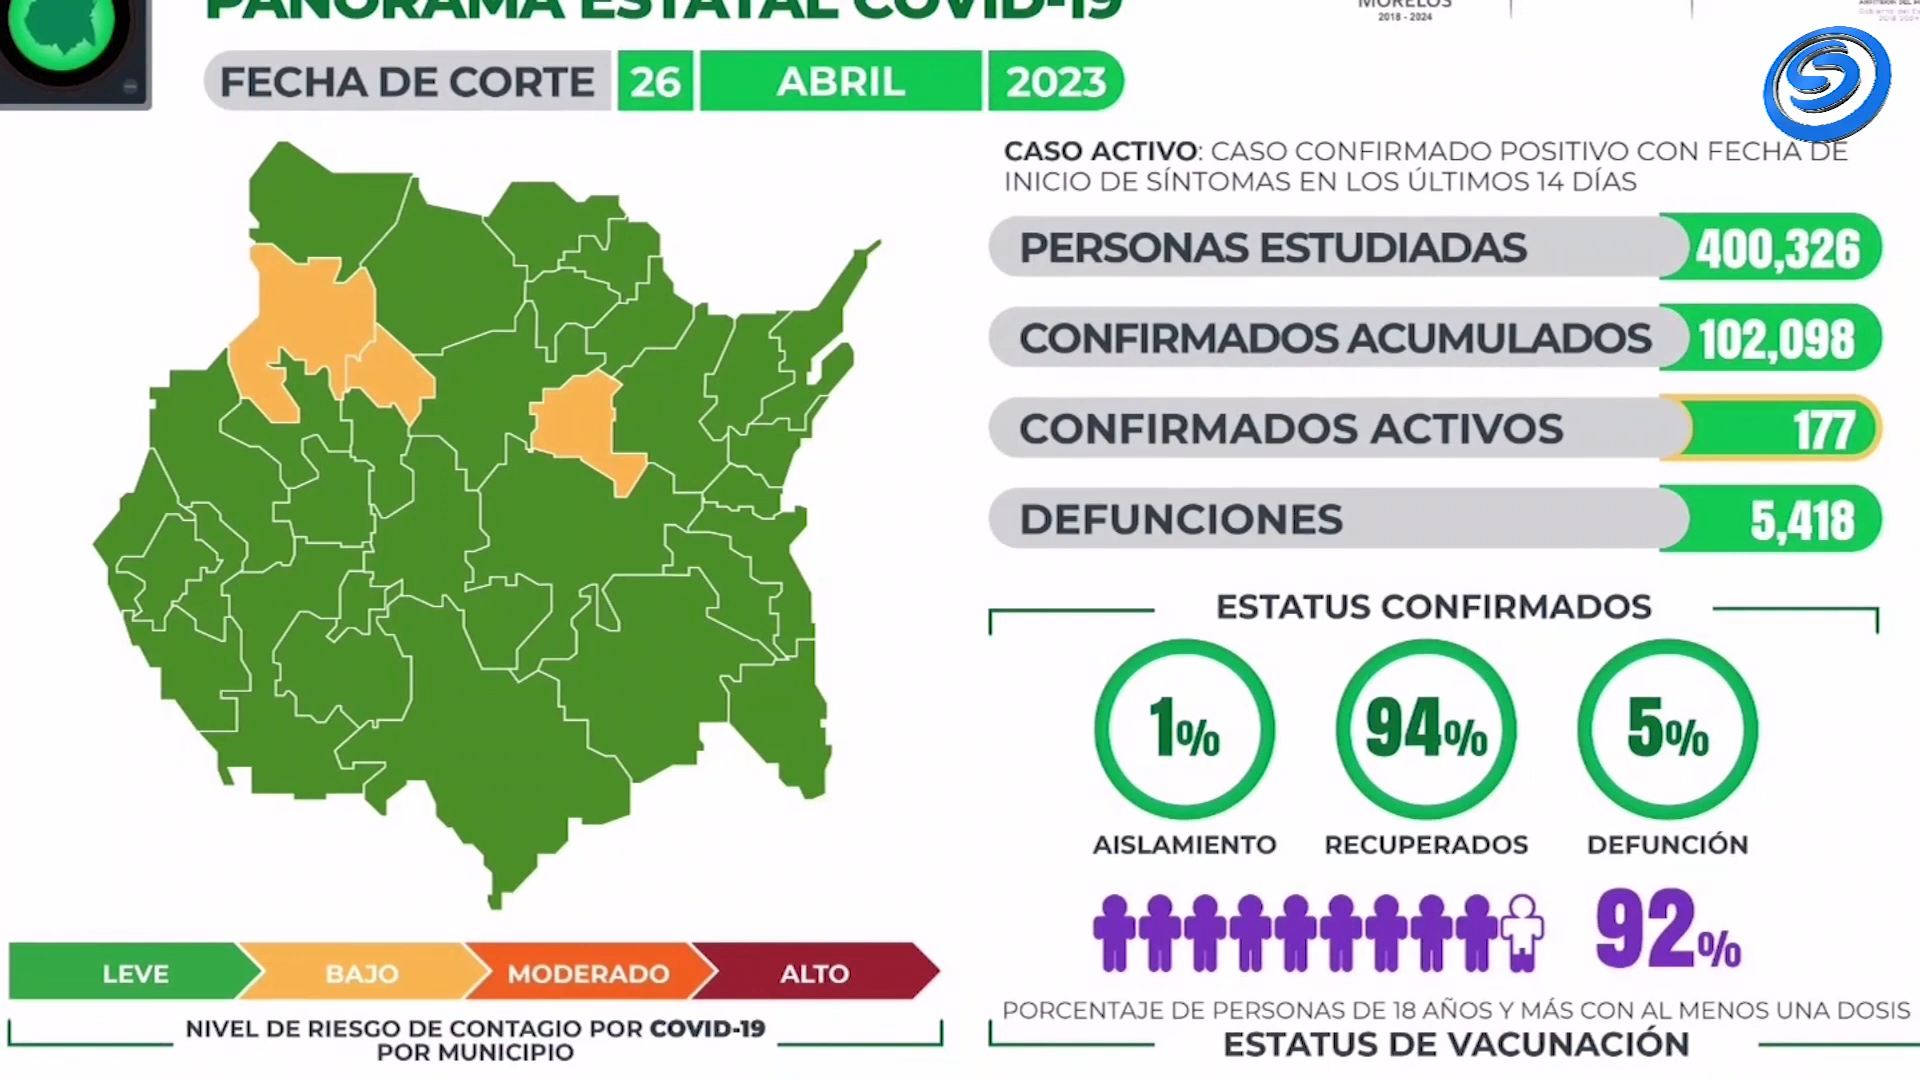 PANORAMA ESTATAL COVID-19
MORELOS
2018 - 2024
FECHA DE CORTE 26 ABRIL 2023
CASO ACTIVO: CASO CONFIRMADO POSITIVO CON FECHA DE
INICIO DE SÍNTOMAS EN LOS ÚLTIMOS 14 DÍAS
PERSONAS ESTUDIADAS 400,326
CONFIRMADOS ACUMULADOS 102,098
CONFIRMADOS ACTIVOS 177
DEFUNCIONES 5,418
ESTATUS CONFIRMADOS
1% 94% 5%
AISLAMIENTO RECUPERADOS DEFUNCIÓN
92%
PORCENTAJE DE PERSONAS DE 18 AÑOS Y MÁS CON AL MENOS UNA DOSIS
ESTATUS DE VACUNACIÓN
LEVE BAJO MODERADO ALTO
NIVEL DE RIESGO DE CONTAGIO POR COVID-19
POR MUNICIPIO